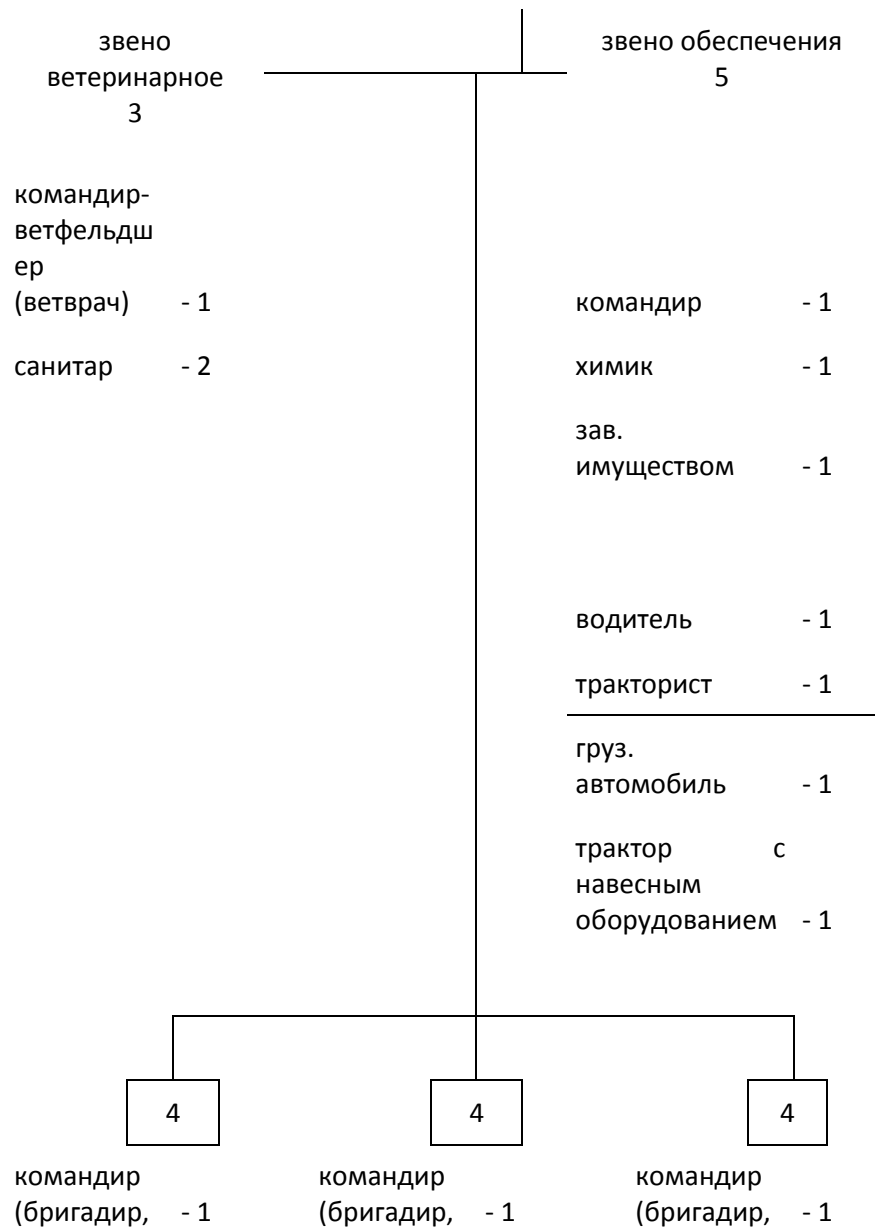 звено
ветеринарное
3
звено обеспечения
5
командир-
ветфельдш
ер
(ветврач) - 1
санитар - 2
командир - 1
химик - 1
зав.
имуществом - 1
водитель - 1
тракторист - 1
груз.
автомобиль - 1
трактор с
навесным
оборудованием - 1
4
4
4
командир
(бригадир, - 1
командир
(бригадир, - 1
командир
(бригадир, - 1